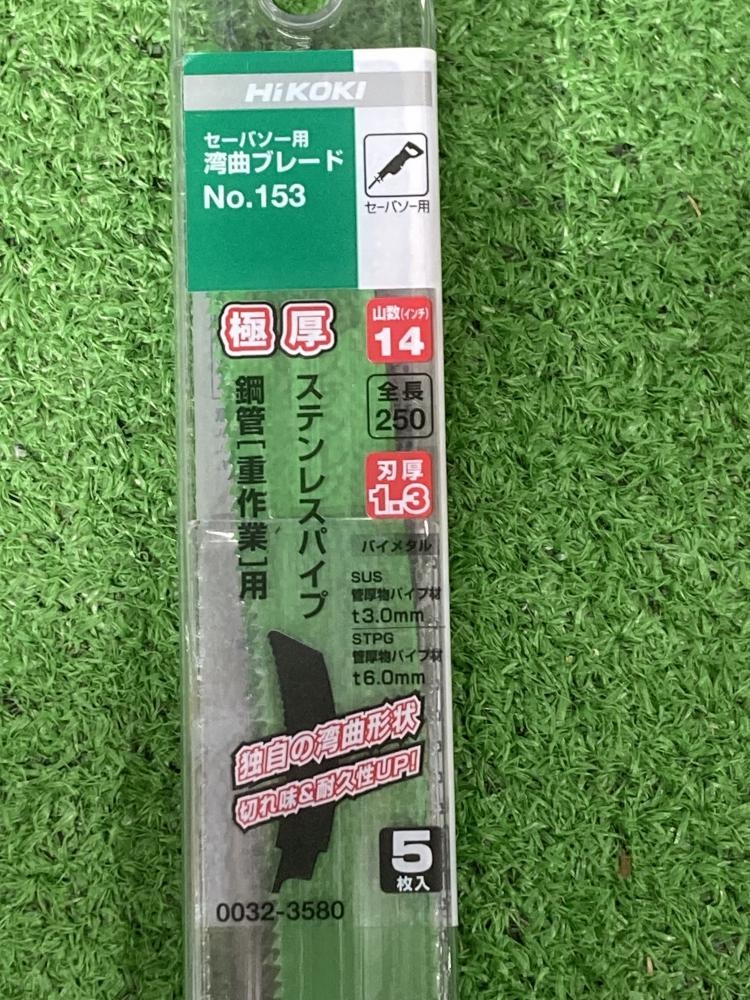 HiKOKI
セーバソー用
湾曲ブレード
No.153
セーバソー用
極厚
山数(インチ)
14
全長
250
刃厚
1.3
ステンレスパイプ
鋼管[重作業]用
バイメタル
SUS
管厚物パイプ材
t3.0mm
STPG
管厚物パイプ材
t6.0mm
独自の湾曲形状
切れ味&耐久性UP!
5
枚入
0032-3580